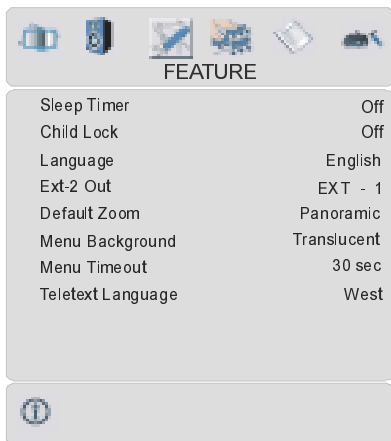 FEATURE
Sleep Timer Off
Child Lock Off
Language English
Ext-2 Out EXT - 1
Default Zoom Panoramic
Menu Background Translucent
Menu Timeout 30 sec
Teletext Language West